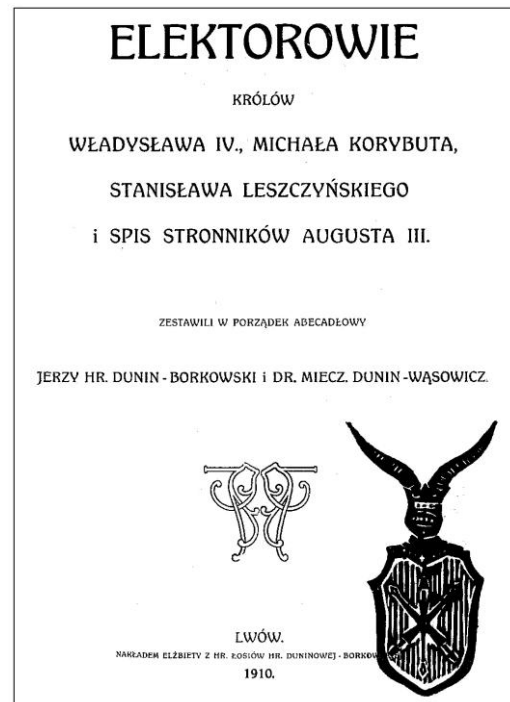 ELEKTOROWIE
KRÓLÓW
WŁADYSŁAWA IV., MICHAŁA KORYBUTA,
STANISŁAWA LESZCZYŃSKIEGO
i SPIS STRONNIKÓW AUGUSTA III.
ZESTAWILI W PORZĄDEK ABECADŁOWY
JERZY HR. DUNIN-BORKOWSKI i DR. MIECZ. DUNIN-WĄSOWICZ.
LWÓW.
NAKŁADEM ELŻBIETY Z HR. ŁOSIÓW HR. DUNINOWEJ-
1910.